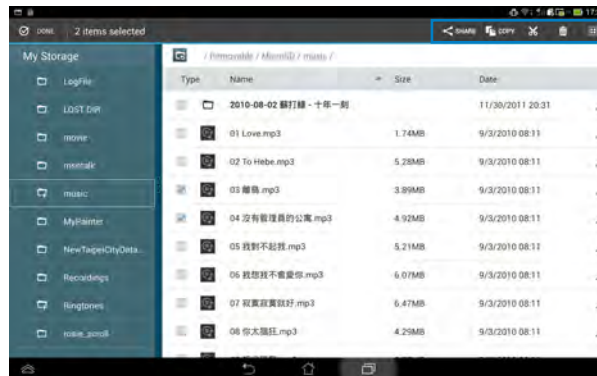 DONE 2 items selected SHARE COPY
My Storage
/ Removable / MicroSD / music /
Type Name Size Date
LogFile
LOST.DIR
movie
music
MyPainter
NewTaipeiCityData...
Recordings
Ringtones
2010-08-02 蘇打綠 - 十年一刻 11/30/2011 20:31
01 Love.mp3 1.74MB 9/3/2010 08:11
02 To Hebe.mp3 5.28MB 9/3/2010 08:11
03 離島.mp3 3.89MB 9/3/2010 08:11
04 沒有管理員的公寓.mp3 4.92MB 9/3/2010 08:11
05 我對不起我.mp3 5.21MB 9/3/2010 08:11
06 我想我不會愛你.mp3 6.07MB 9/3/2010 08:11
07 寂寞寂寞就好.mp3 6.47MB 9/3/2010 08:11
08 你太猖狂.mp3 4.29MB 9/3/2010 08:11